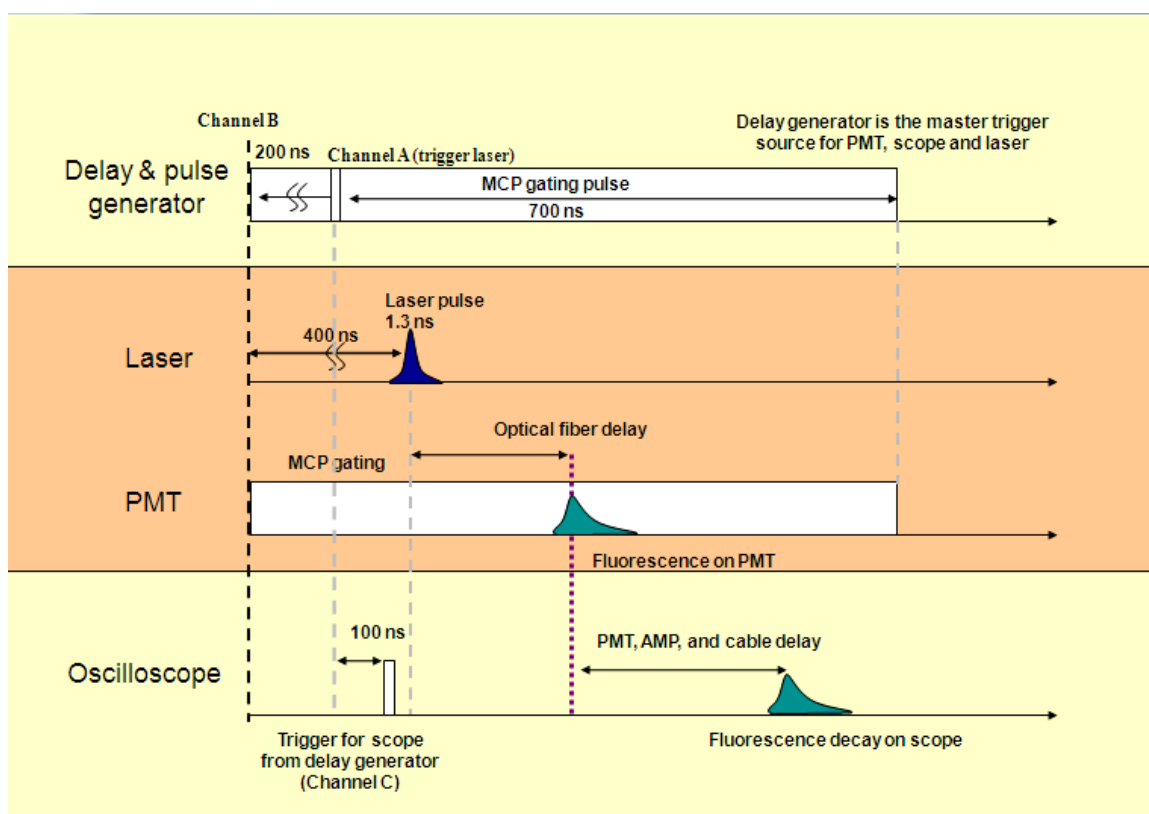 Channel B
Delay generator is the master trigger
source for PMT, scope and laser
200 ns
Channel A (trigger laser)
Delay & pulse
generator
MCP gating pulse
700 ns
Laser pulse
1.3 ns
400 ns
Laser
Optical fiber delay
MCP gating
PMT
Fluorescence on PMT
100 ns
PMT, AMP, and cable delay
Oscilloscope
Trigger for scope
from delay generator
(Channel C)
Fluorescence decay on scope